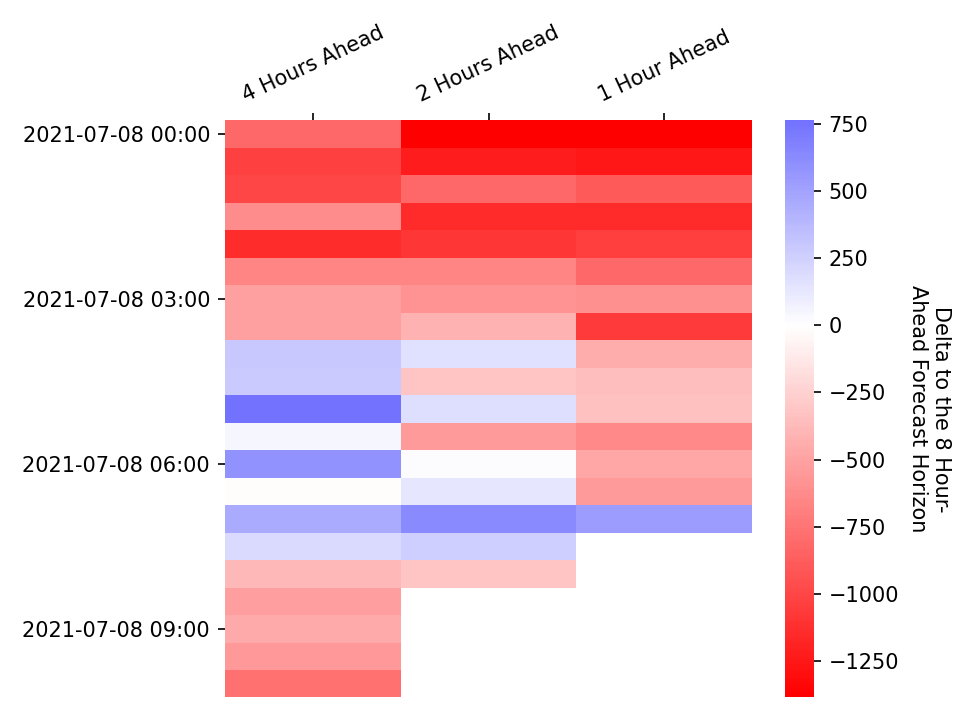 4 Hours Ahead
2 Hours Ahead
1 Hour Ahead
2021-07-08 00:00
2021-07-08 03:00
2021-07-08 06:00
2021-07-08 09:00
750
500
250
0
−250
−500
−750
−1000
−1250
Delta to the 8 Hour-
Ahead Forecast Horizon